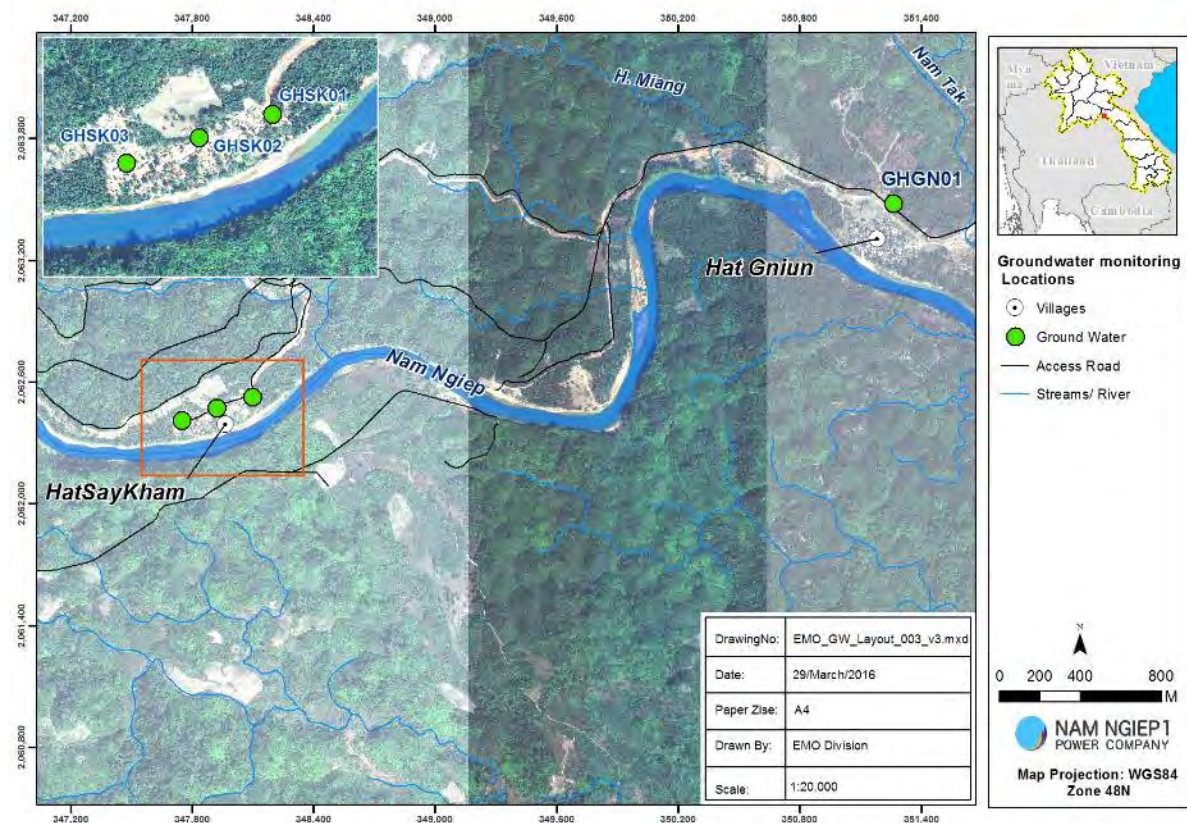 347,200 347,800 348,400 349,000 349,600 350,200 350,800 351,400
2,063,800
2,063,200
2,062,600
2,062,000
2,061,400
2,060,800
GHSK01
GHSK02
GHSK03
H. Miang
Nam Tak
GHGN01
Hat Gniun
Nam Ngiep
HatSayKham
DrawingNo: EMO_GW_Layout_003_v3.mxd
Date: 29/March/2016
Paper Zise: A4
Drawn By: EMO Division
Scale: 1:20,000
347,200 347,800 348,400 349,000 349,600 350,200 350,800 351,400
Mya
ma
Vietnam
Thailand
Cambodia
Groundwater monitoring
Locations
Villages
Ground Water
Access Road
Streams/ River
N
0 200 400 800
M
NAM NGIEP1
POWER COMPANY
Map Projection: WGS84
Zone 48N